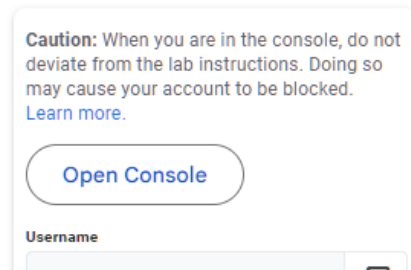 Caution: When you are in the console, do not
deviate from the lab instructions. Doing so
may cause your account to be blocked.
Learn more.
Open Console
Username